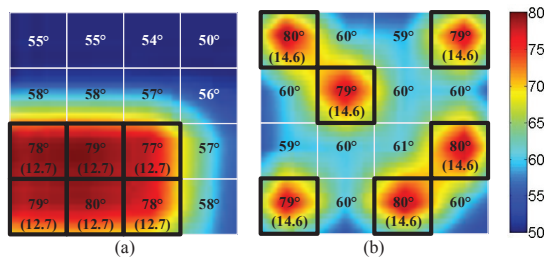 55° 55° 54° 50°
58° 58° 57° 56°
78° 79° 77° 57°
(12.7) (12.7) (12.7)
79° 80° 78° 58°
(12.7) (12.7) (12.7)
(a)
80° 60° 59° 79°
(14.6) (14.6)
60° 79° 60° 60°
(14.6)
59° 60° 61° 80°
(14.6)
79° 60° 80° 60°
(14.6) (14.6)
(b)
80
75
70
65
60
55
50